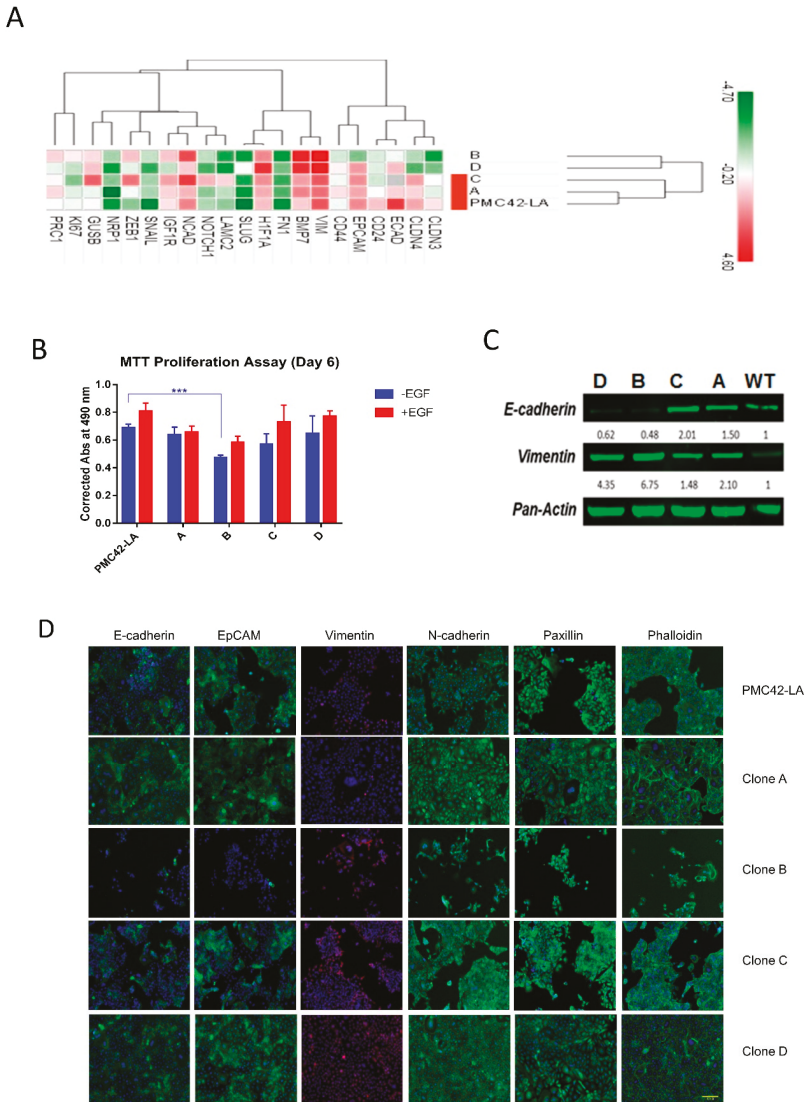 A
B
D
C
A
PMC42-LA
PRC1
KI67
GUSB
NRP1
ZEB1
SNAIL
IGF1R
NCAD
NOTCH1
LAMC2
SLUG
H1F1A
FN1
BMP7
VIM
CD44
EPCAM
CD24
ECAD
CLDN4
CLDN3
-4.70
-0.20
4.60
B
MTT Proliferation Assay (Day 6)
Corrected Abs at 490 nm
1.0
0.8
0.6
0.4
0.2
0.0
***
-EGF
+EGF
PMC42-LA
A
B
C
D
C
D B C A WT
E-cadherin
0.62 0.48 2.01 1.50 1
Vimentin
4.35 6.75 1.48 2.10 1
Pan-Actin
D
E-cadherin EpCAM Vimentin N-cadherin Paxillin Phalloidin
PMC42-LA
Clone A
Clone B
Clone C
Clone D